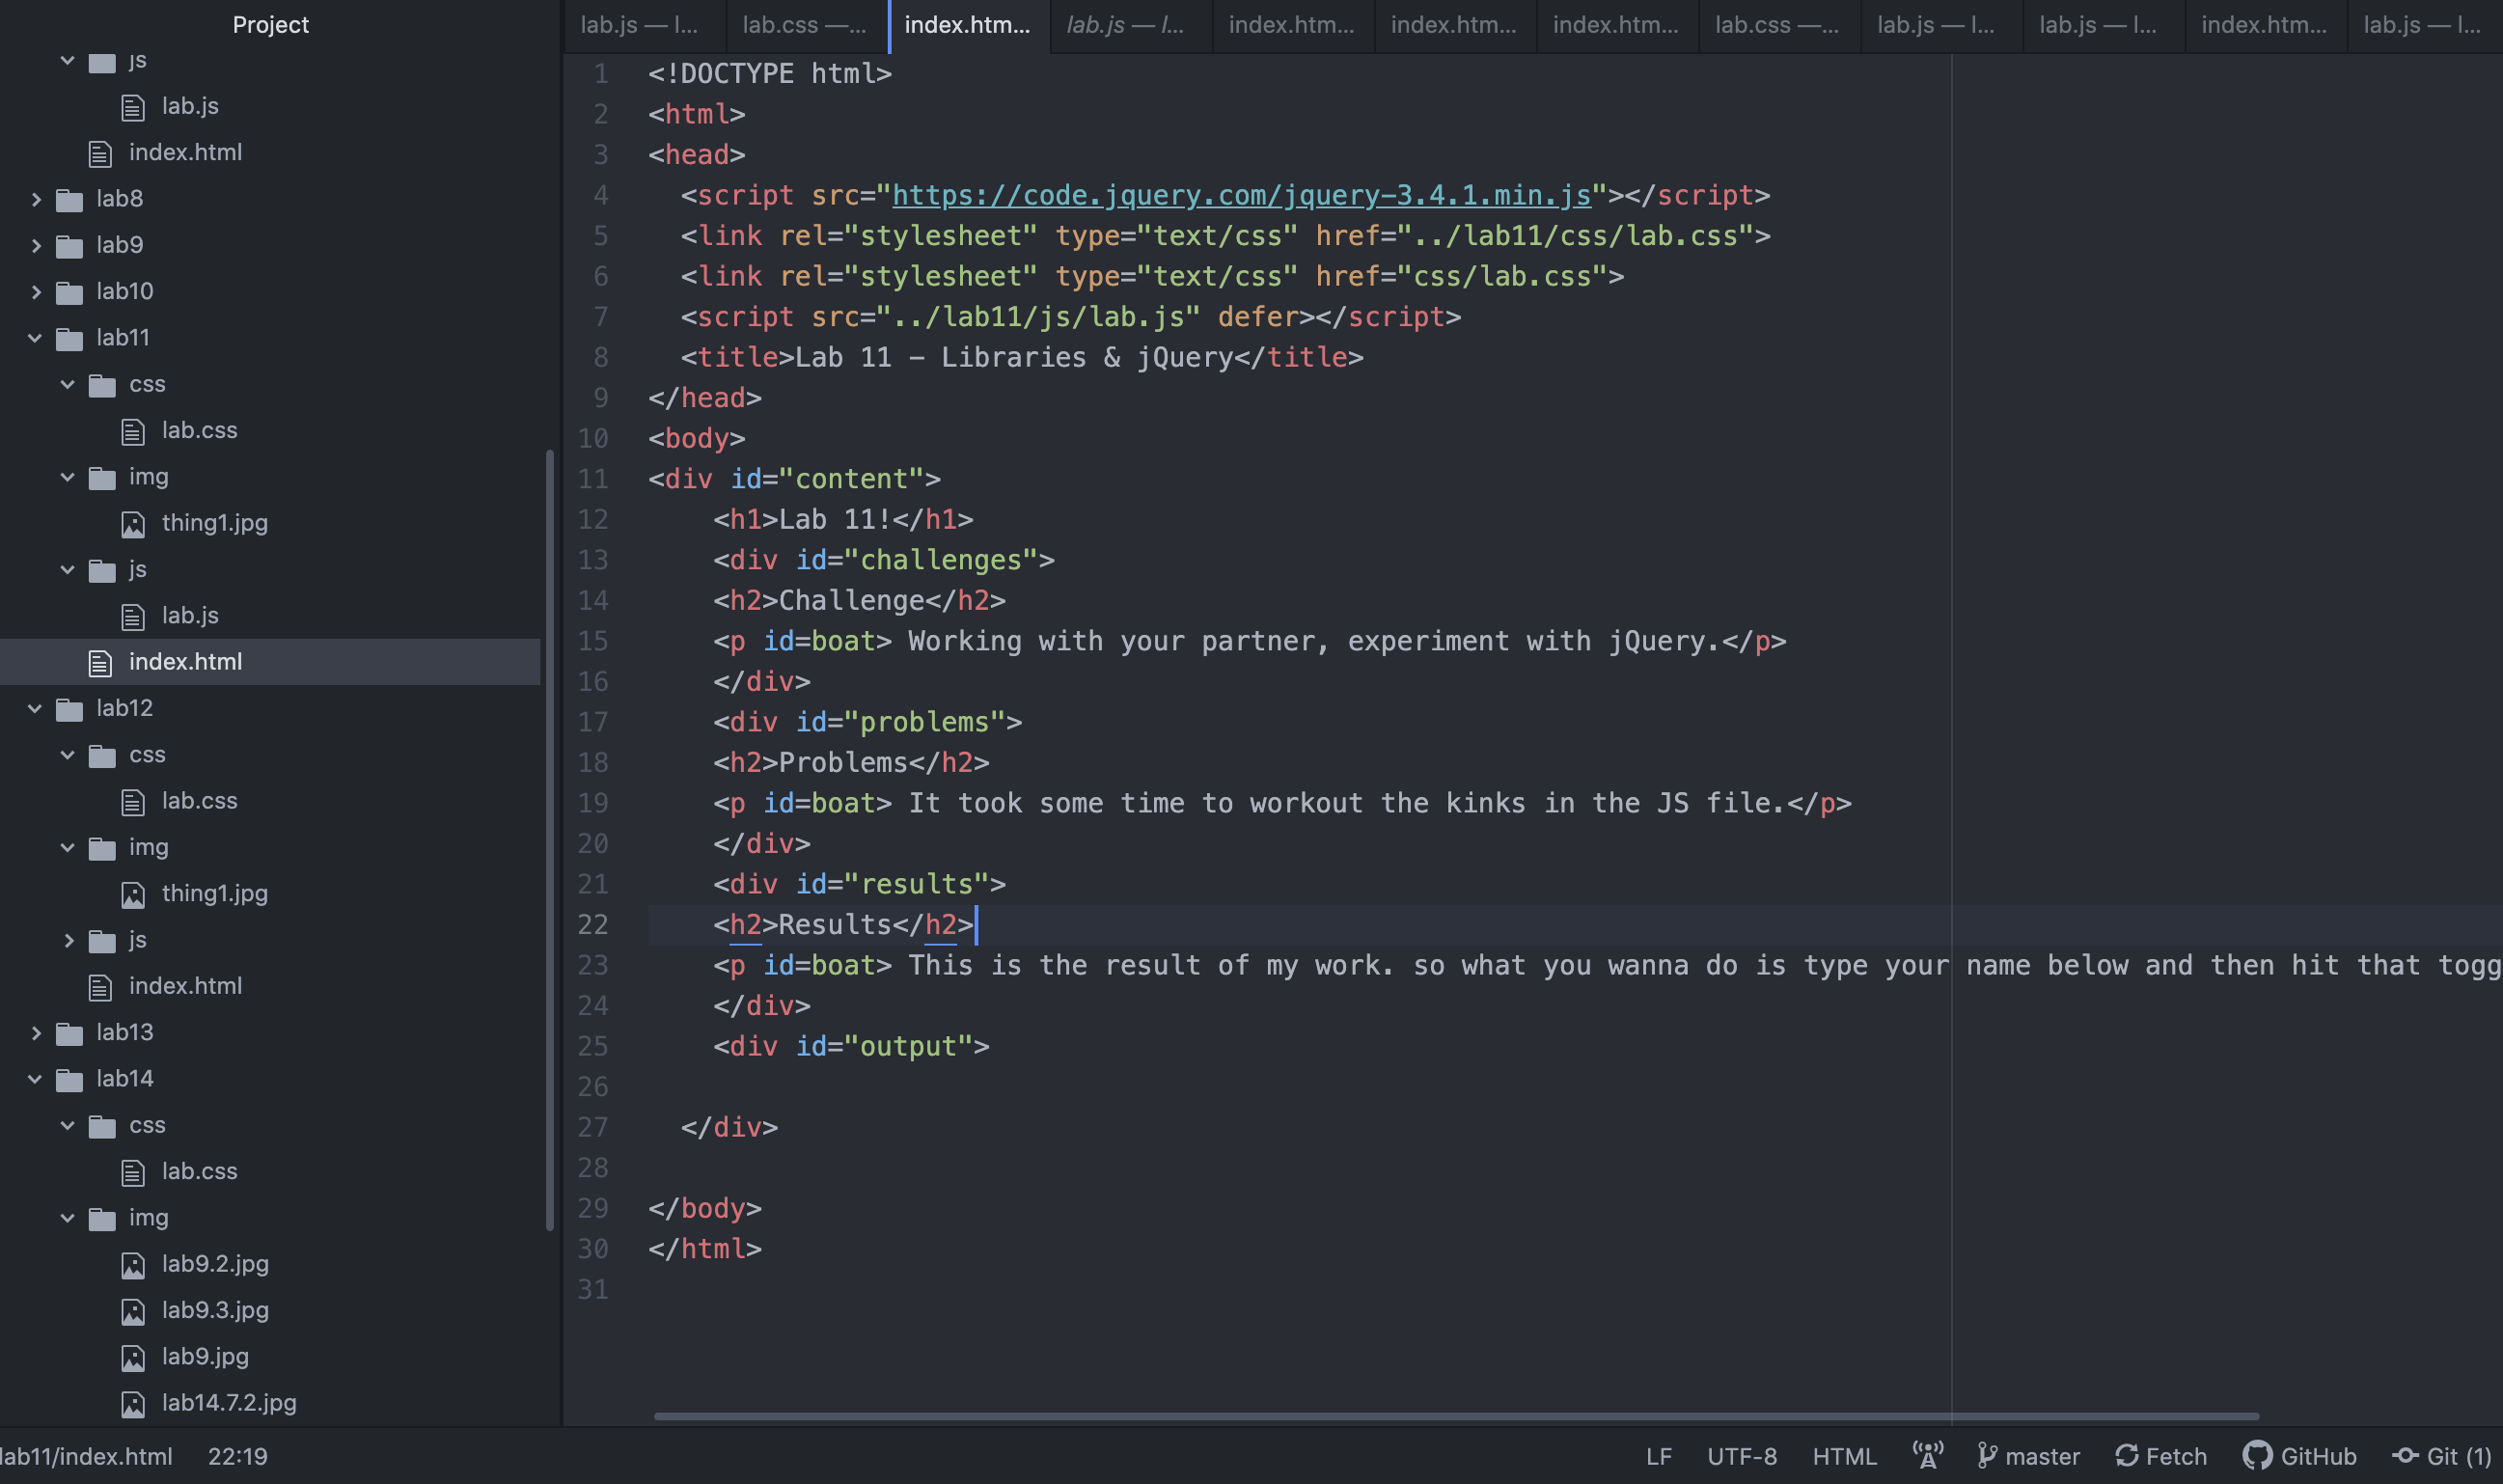 Project
js
lab.js
index.html
lab8
lab9
lab10
lab11
css
lab.css
img
thing1.jpg
js
lab.js
index.html
lab12
css
lab.css
img
thing1.jpg
js
index.html
lab13
lab14
css
lab.css
img
lab9.2.jpg
lab9.3.jpg
lab9.jpg
lab14.7.2.jpg
lab.js — l... lab.css —... index.htm... lab.js — l... index.htm... index.htm... index.htm... lab.css —... lab.js — l... lab.js — l... index.htm... lab.js — l...
1 <!DOCTYPE html>
2 <html>
3 <head>
4 <script src="https://code.jquery.com/jquery-3.4.1.min.js"></script>
5 <link rel="stylesheet" type="text/css" href="../lab11/css/lab.css">
6 <link rel="stylesheet" type="text/css" href="css/lab.css">
7 <script src="../lab11/js/lab.js" defer></script>
8 <title>Lab 11 - Libraries & jQuery</title>
9 </head>
10 <body>
11 <div id="content">
12 <h1>Lab 11!</h1>
13 <div id="challenges">
14 <h2>Challenge</h2>
15 <p id=boat> Working with your partner, experiment with jQuery.</p>
16 </div>
17 <div id="problems">
18 <h2>Problems</h2>
19 <p id=boat> It took some time to workout the kinks in the JS file.</p>
20 </div>
21 <div id="results">
22 <h2>Results</h2>
23 <p id=boat> This is the result of my work. so what you wanna do is type your name below and then hit that togg
24 </div>
25 <div id="output">
26
27 </div>
28
29 </body>
30 </html>
31
lab11/index.html 22:19 LF UTF-8 HTML master Fetch GitHub Git (1)